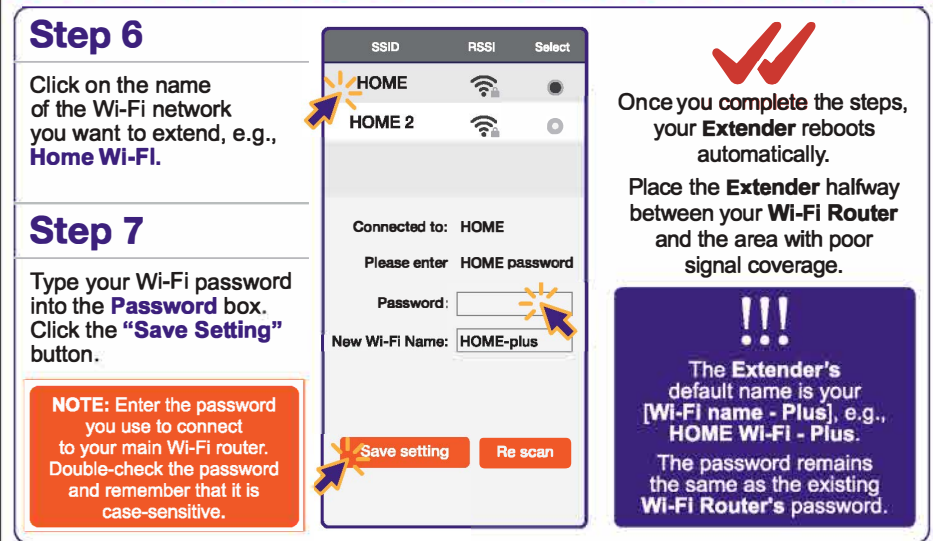 Step 6
Click on the name
of the Wi-Fi network
you want to extend, e.g.,
Home Wi-FI.
Step 7
Type your Wi-Fi password
into the Password box.
Click the “Save Setting”
button.
NOTE: Enter the password
you use to connect
to your main Wi-Fi router.
Double-check the password
and remember that it is
case-sensitive.
SSID RSSI Select
HOME
HOME 2
Connected to: HOME
Please enter HOME password
Password:
New Wi-Fi Name: HOME-plus
Save setting Re scan
Once you complete the steps,
your Extender reboots
automatically.
Place the Extender halfway
between your Wi-Fi Router
and the area with poor
signal coverage.
!!!
The Extender's
default name is your
[Wi-Fi name - Plus], e.g.,
HOME Wi-Fi - Plus.
The password remains
the same as the existing
Wi-Fi Router's password.